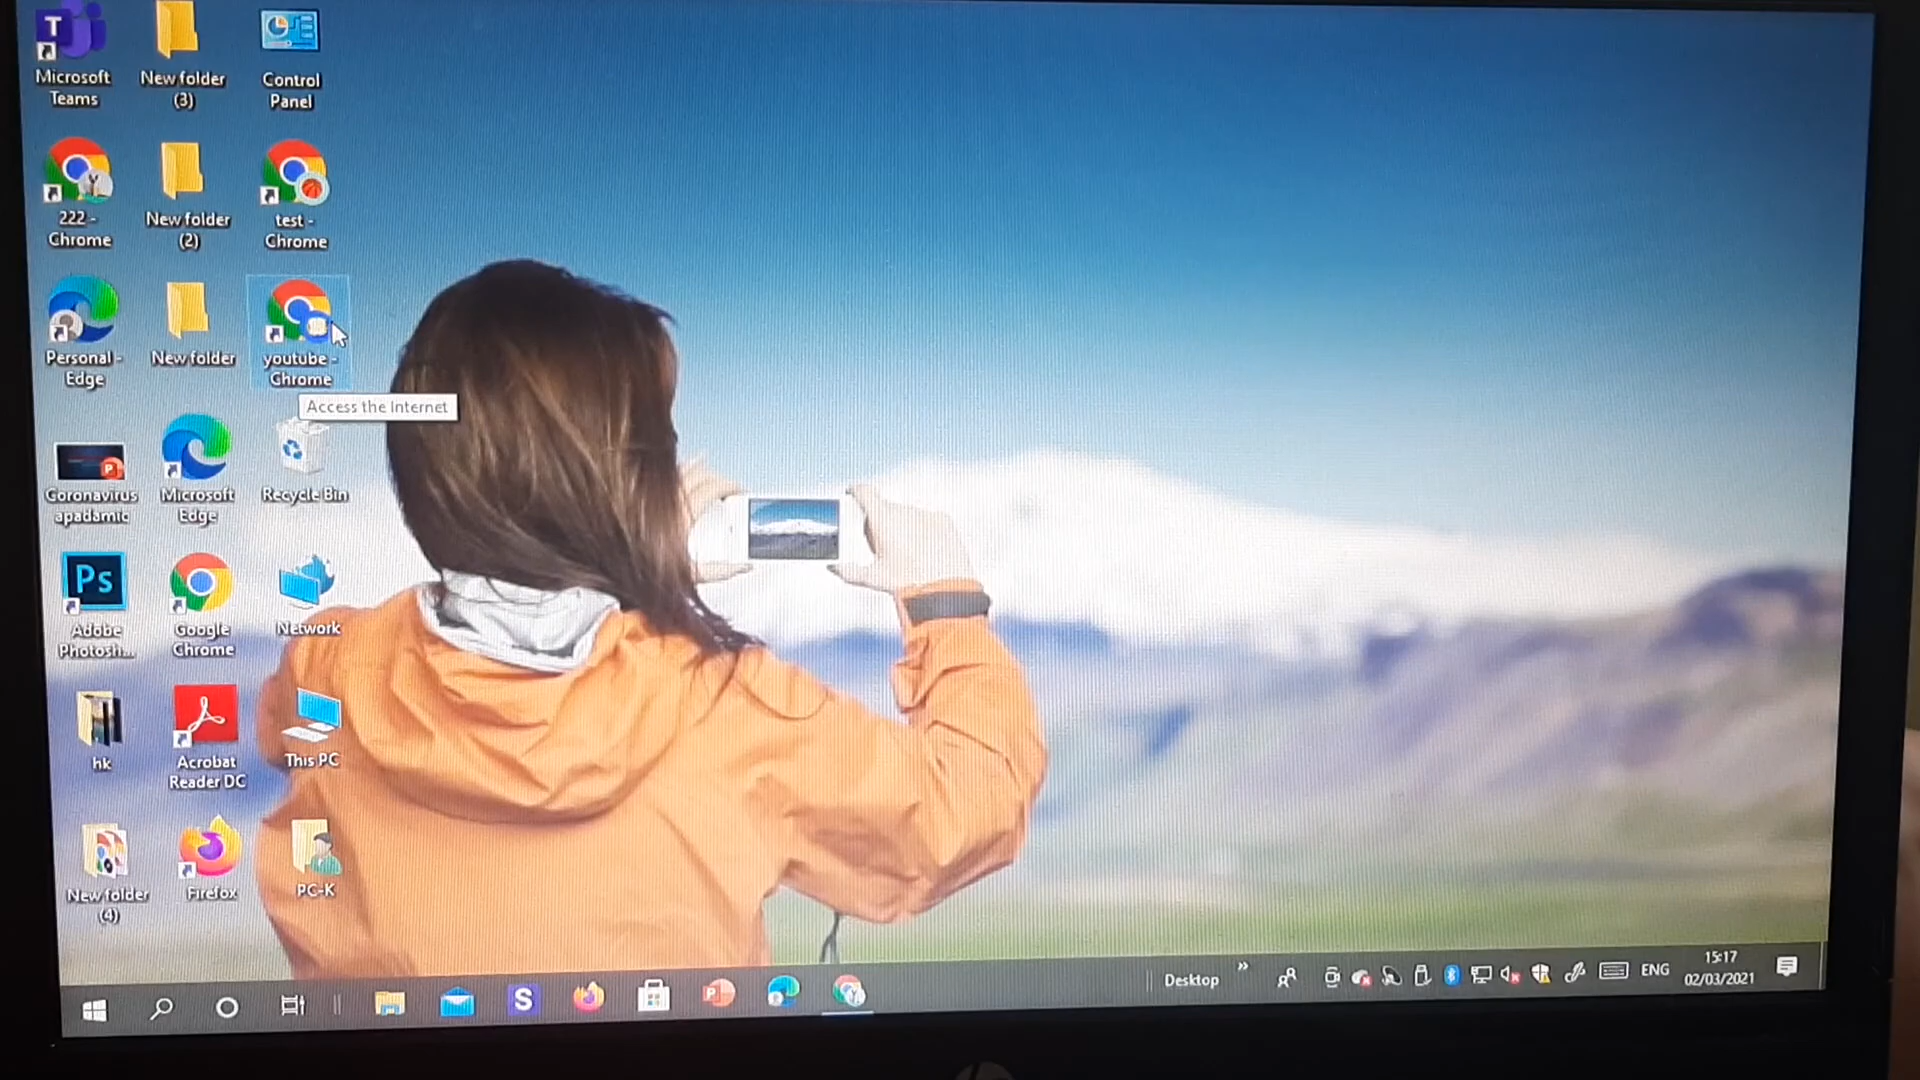 Microsoft
Teams
New folder
(3)
Control
Panel
222 -
Chrome
New folder
(2)
test -
Chrome
Personal -
Edge
New folder
youtube -
Chrome
Access the Internet
Coronavirus
apadamic
Microsoft
Edge
Recycle Bin
Ps
Adobe
Photosh...
Google
Chrome
Network
hk
Acrobat
Reader DC
This PC
New folder
(4)
Firefox
PC-K
Desktop
ENG
15:17
02/03/2021